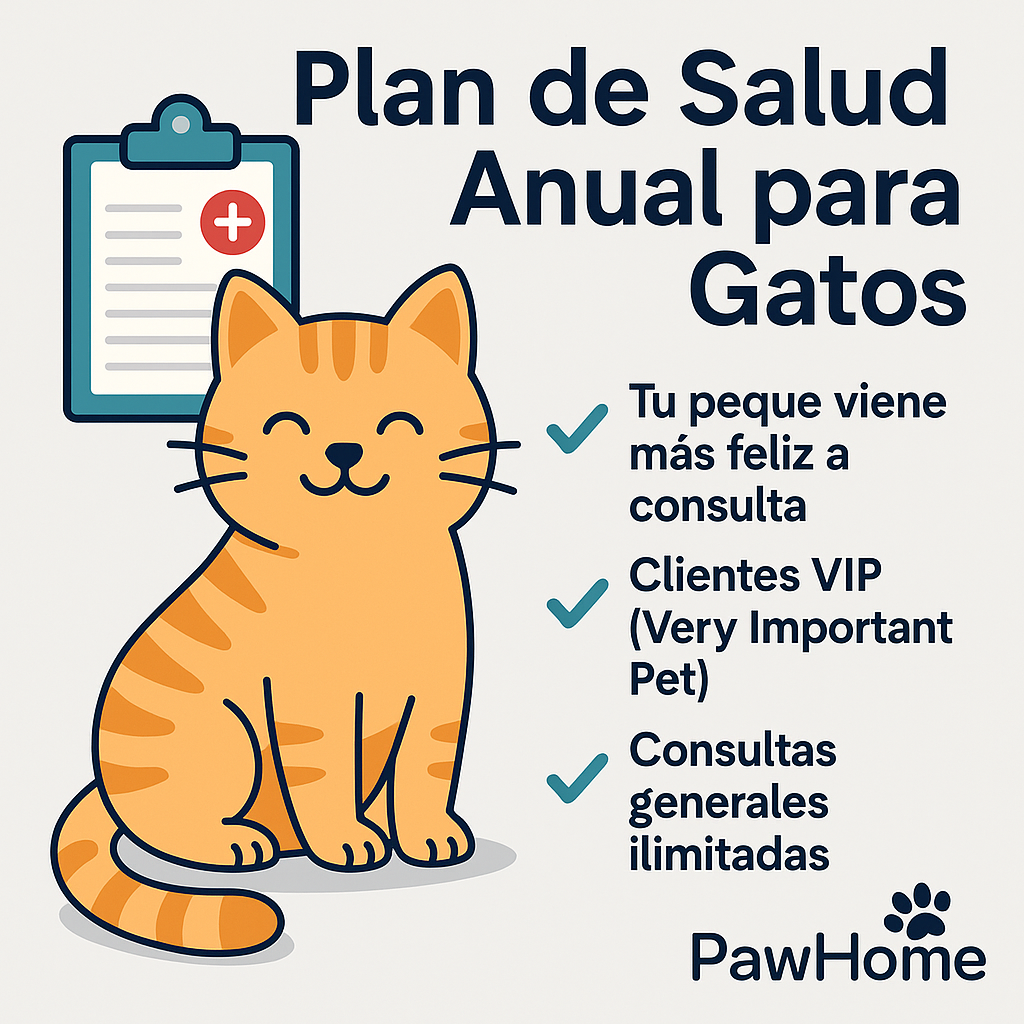 Plan de Salud
Anual para
Gatos
Tu peque viene
más feliz a
consulta
Clientes VIP
(Very Important
Pet)
Consultas
generales
ilimitadas
PawHome